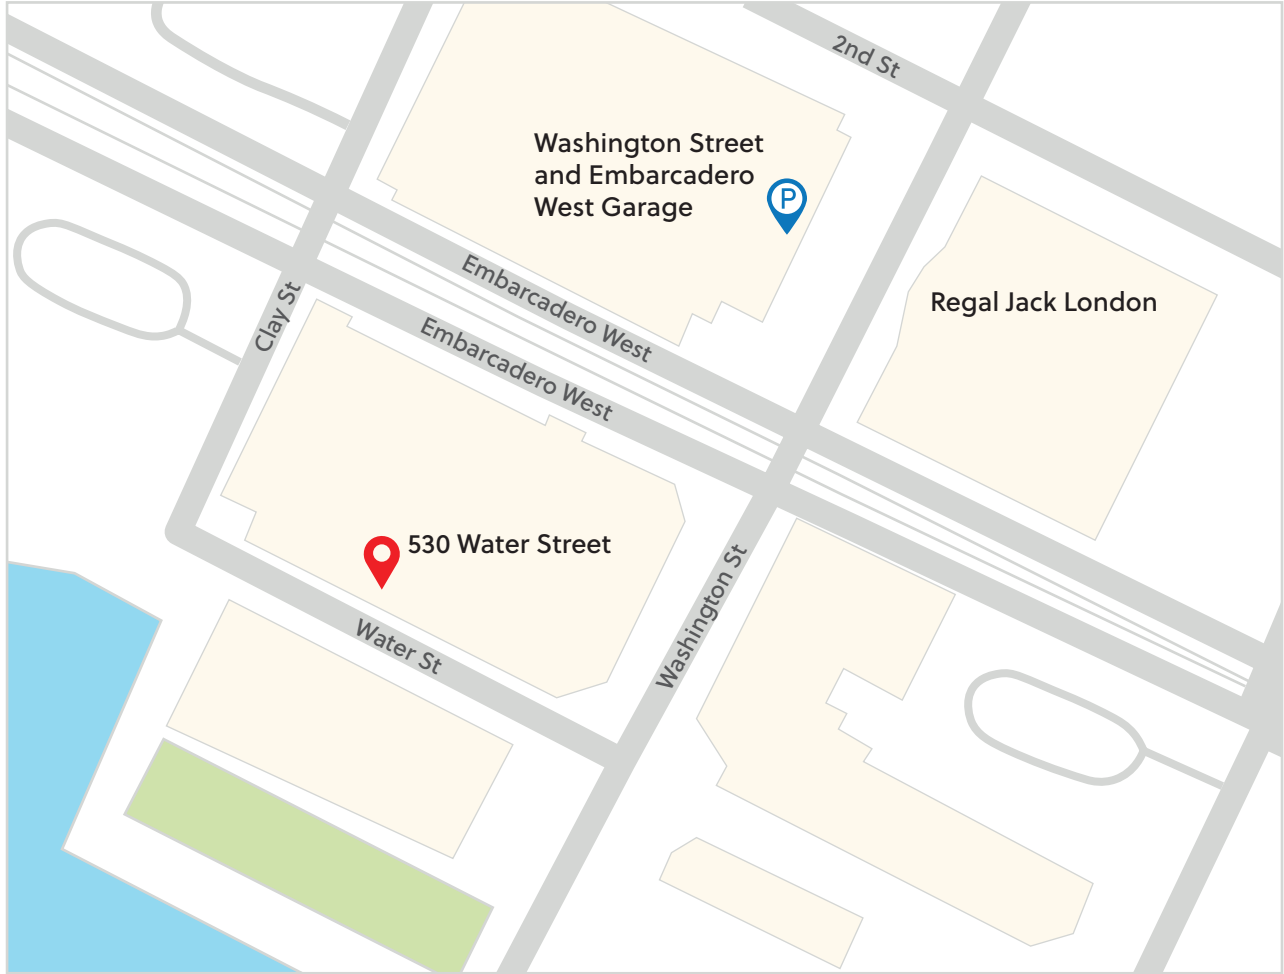 2nd St
Washington Street
and Embarcadero
West Garage
P
Embarcadero West
Regal Jack London
Clay St
Embarcadero West
530 Water Street
Washington St
Water St